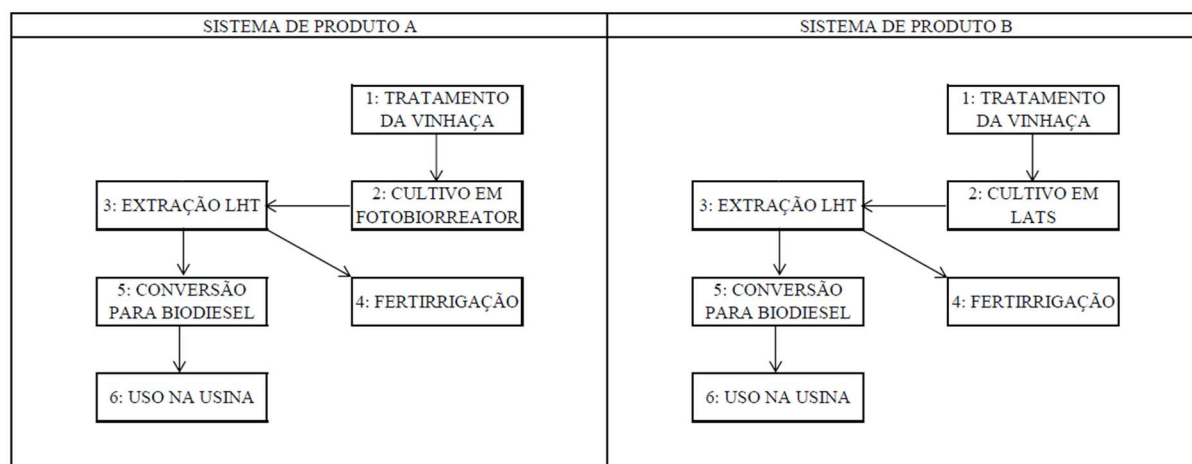 SISTEMA DE PRODUTO A
1: TRATAMENTO
DA VINHAÇA
2: CULTIVO EM
FOTOBIORREATOR
3: EXTRAÇÃO LHT
4: FERTIRRIGAÇÃO
5: CONVERSÃO
PARA BIODIESEL
6: USO NA USINA
SISTEMA DE PRODUTO B
1: TRATAMENTO
DA VINHAÇA
2: CULTIVO EM
LATS
3: EXTRAÇÃO LHT
4: FERTIRRIGAÇÃO
5: CONVERSÃO
PARA BIODIESEL
6: USO NA USINA